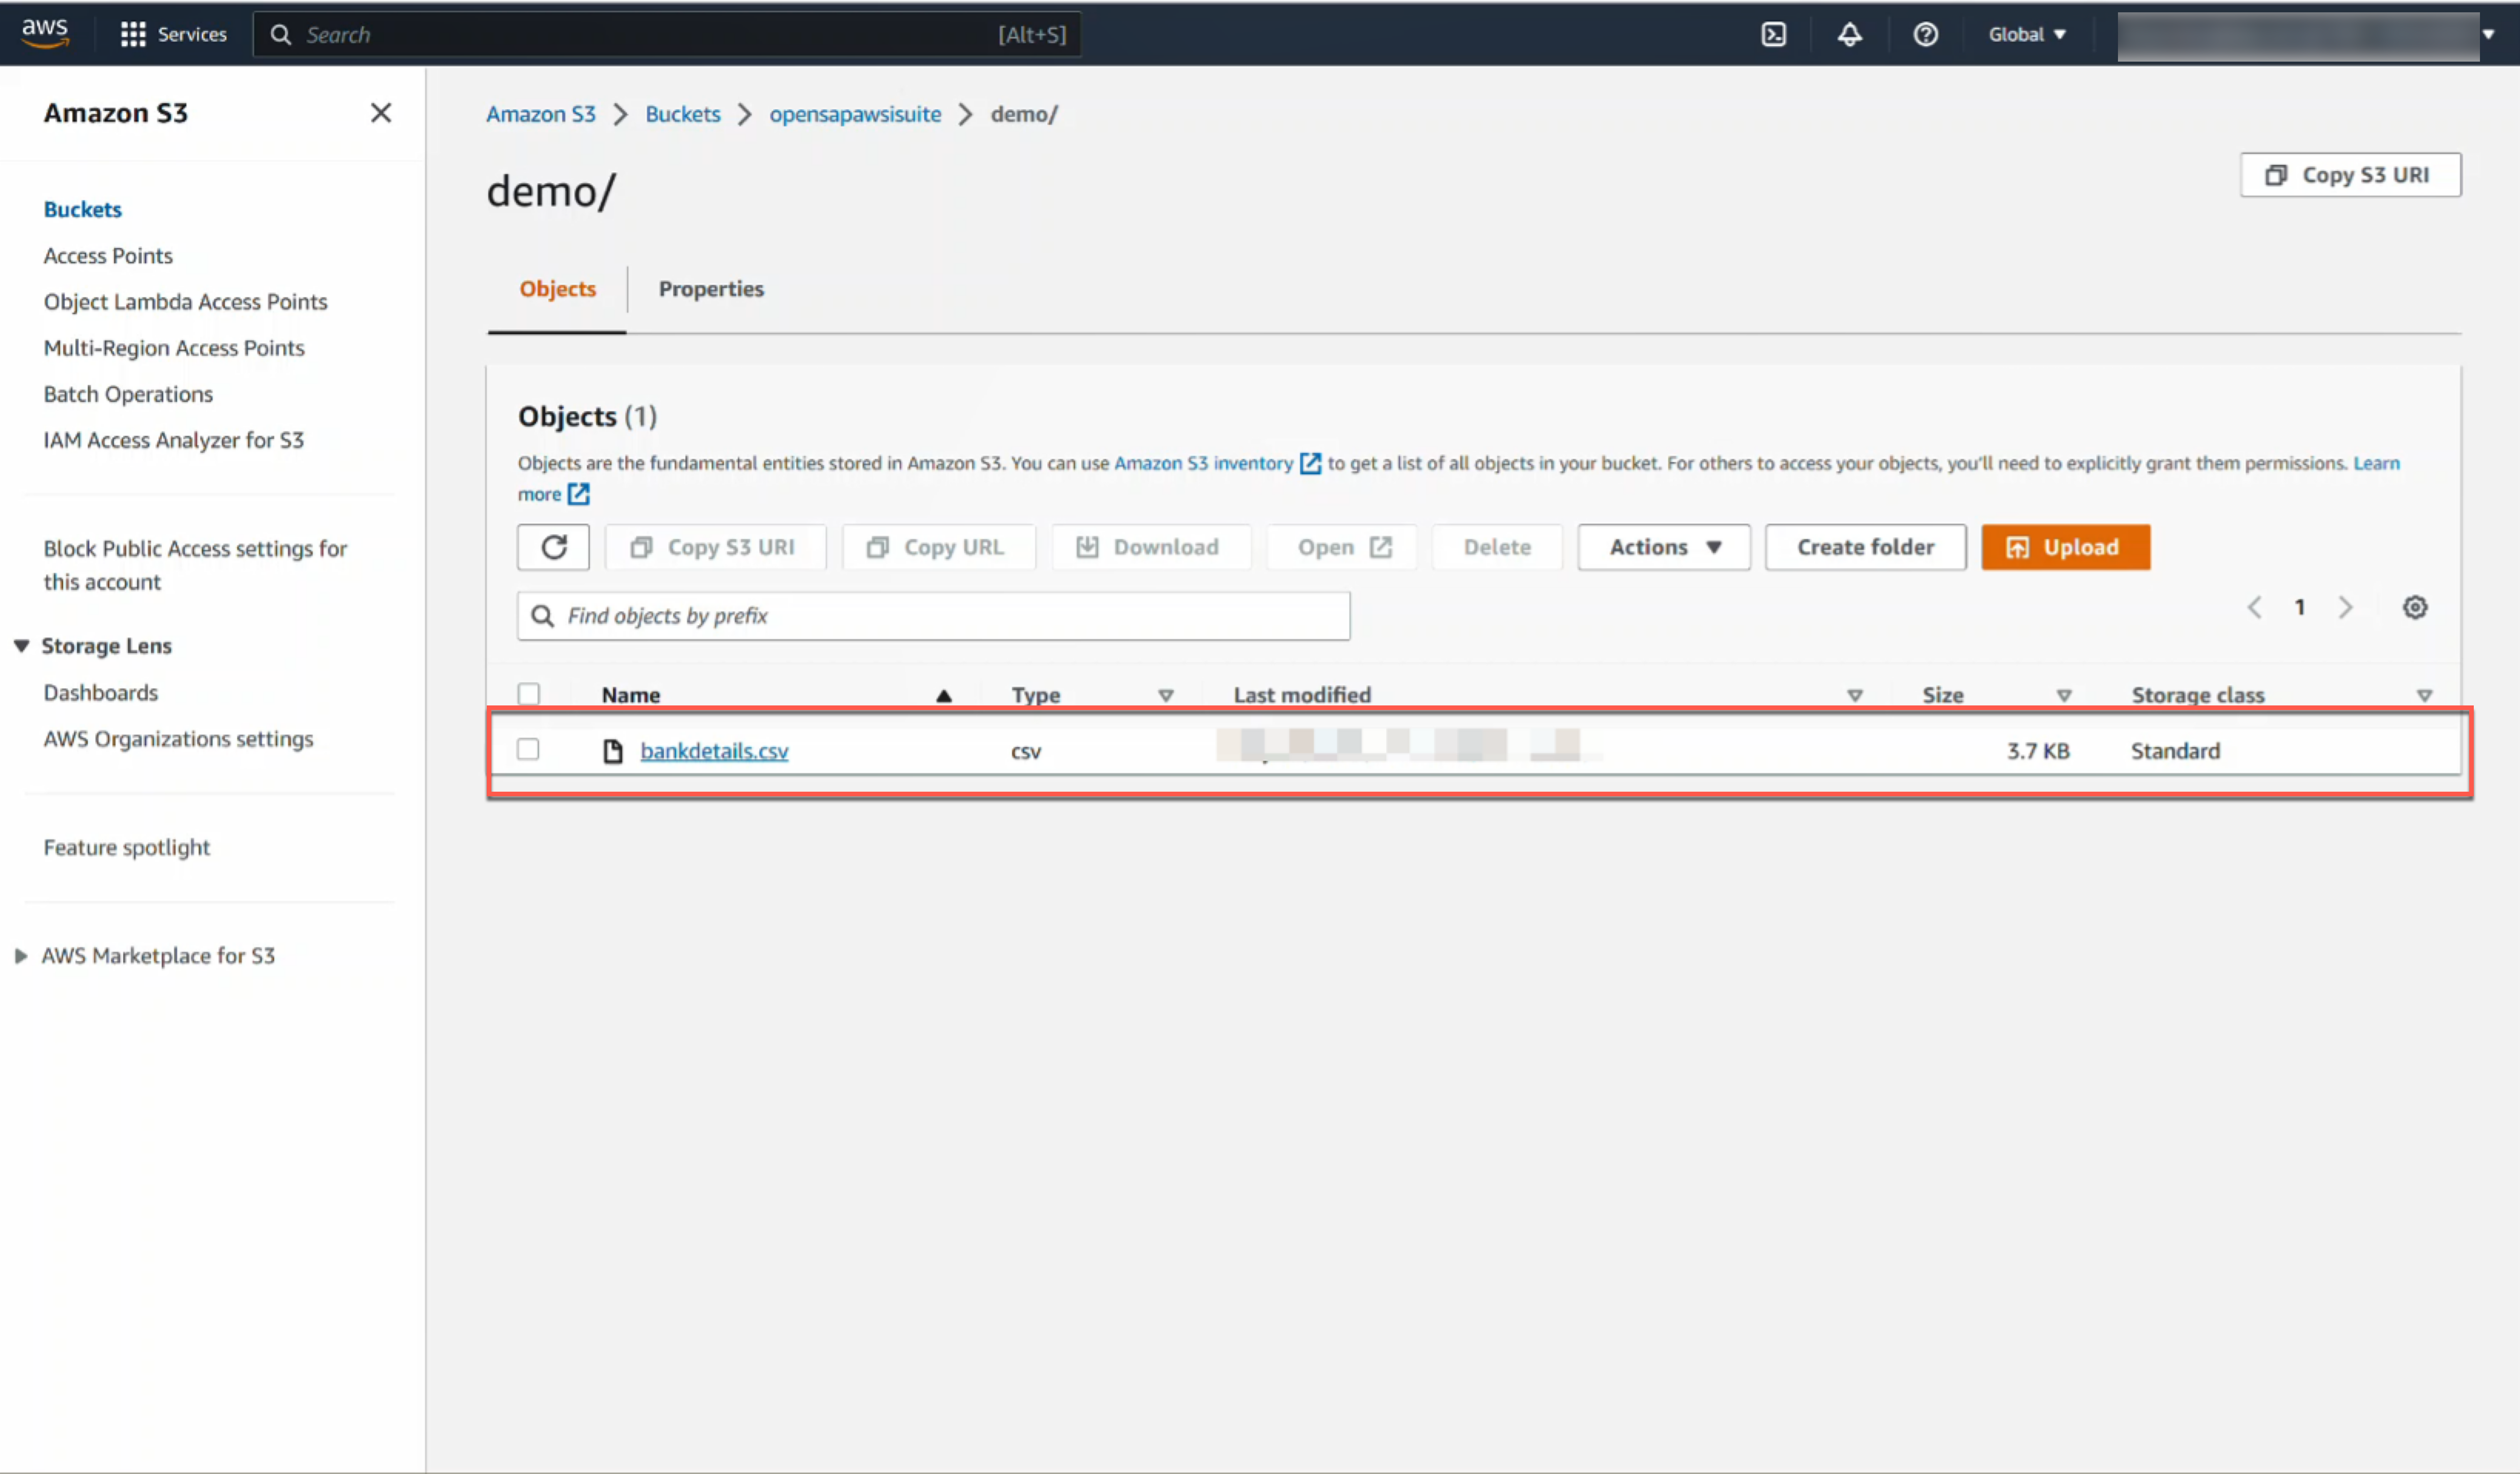 aws Services Search [Alt+S] Global
Amazon S3
Buckets
Access Points
Object Lambda Access Points
Multi-Region Access Points
Batch Operations
IAM Access Analyzer for S3
Block Public Access settings for
this account
Storage Lens
Dashboards
AWS Organizations settings
Feature spotlight
AWS Marketplace for S3
Amazon S3 > Buckets > opensapawsisuite > demo/
demo/
Copy S3 URI
Objects Properties
Objects (1)
Objects are the fundamental entities stored in Amazon S3. You can use Amazon S3 inventory to get a list of all objects in your bucket. For others to access your objects, you'll need to explicitly grant them permissions. Learn
more
Copy S3 URI Copy URL Download Open Delete Actions Create folder Upload
Find objects by prefix
1
Name Type Last modified Size Storage class
bankdetails.csv csv 3.7 KB Standard